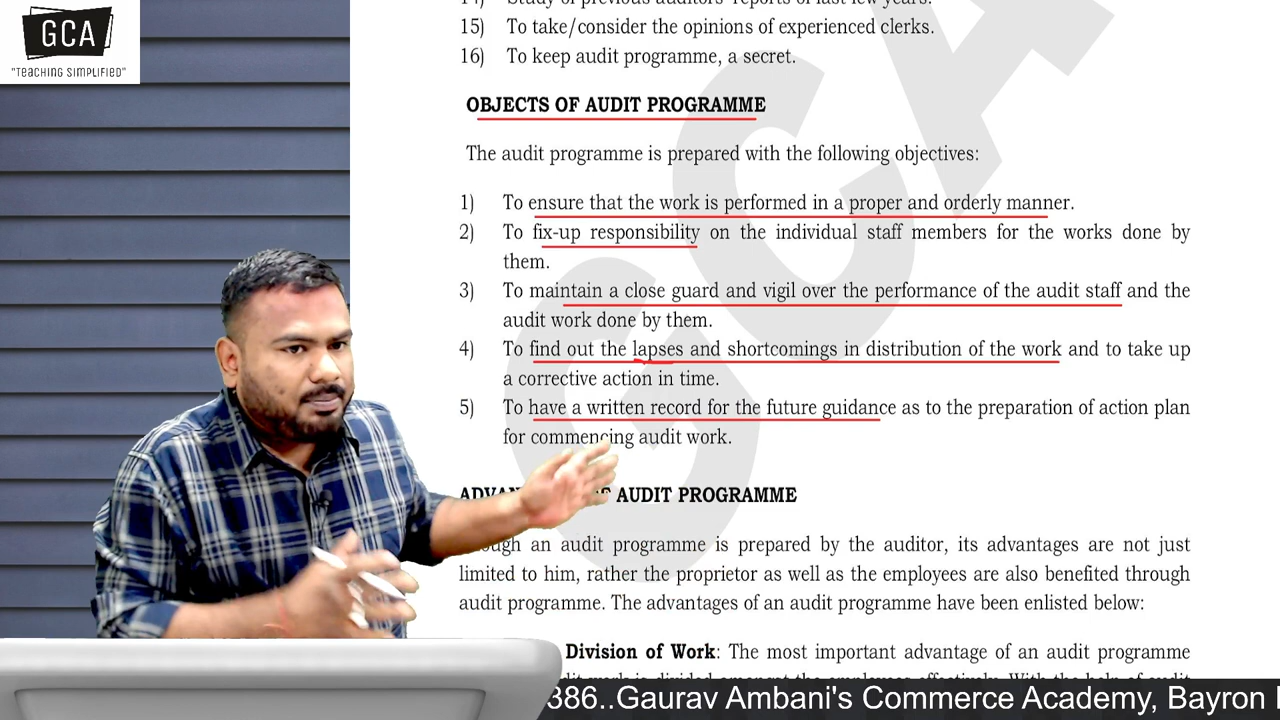 GCA
"TEACHING SIMPLIFIED"
15) To take/consider the opinions of experienced clerks.
16) To keep audit programme, a secret.
OBJECTS OF AUDIT PROGRAMME
The audit programme is prepared with the following objectives:
1) To ensure that the work is performed in a proper and orderly manner.
2) To fix-up responsibility on the individual staff members for the works done by
them.
3) To maintain a close guard and vigil over the performance of the audit staff and the
audit work done by them.
4) To find out the lapses and shortcomings in distribution of the work and to take up
a corrective action in time.
5) To have a written record for the future guidance as to the preparation of action plan
for commencing audit work.
AUDIT PROGRAMME
an audit programme is prepared by the auditor, its advantages are not just
limited to him, rather the proprietor as well as the employees are also benefited through
audit programme. The advantages of an audit programme have been enlisted below:
Division of Work: The most important advantage of an audit programme
386..Gaurav Ambani's Commerce Academy, Bayron
GCA